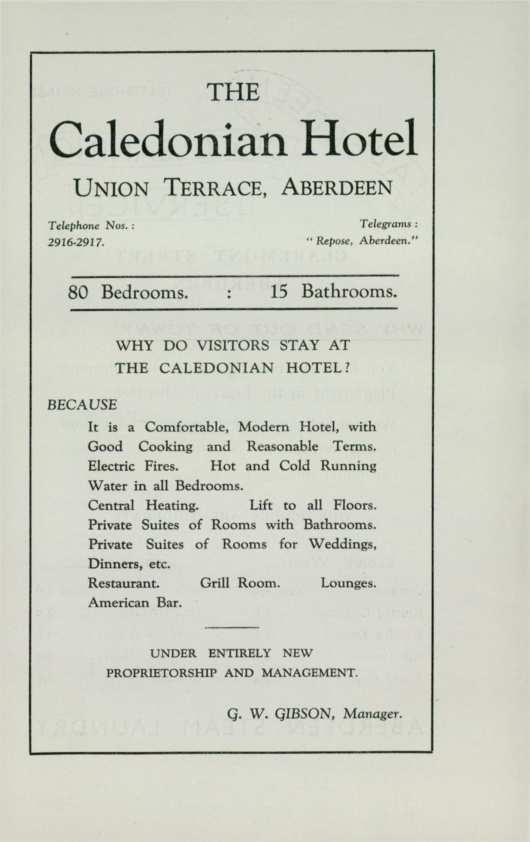 THE
Caledonian Hotel
UNION TERRACE, ABERDEEN
Telephone Nos. : Telegrams :
2916-2917. " Repose, Aberdeen."
80 Bedrooms. : 15 Bathrooms.
WHY DO VISITORS STAY AT
THE CALEDONIAN HOTEL?
BECAUSE
It is a Comfortable, Modern Hotel, with
Good Cooking and Reasonable Terms.
Electric Fires. Hot and Cold Running
Water in all Bedrooms.
Central Heating. Lift to all Floors.
Private Suites of Rooms with Bathrooms.
Private Suites of Rooms for Weddings,
Dinners, etc.
Restaurant. Grill Room. Lounges.
American Bar.
UNDER ENTIRELY NEW
PROPRIETORSHIP AND MANAGEMENT.
G. W. GIBSON, Manager.